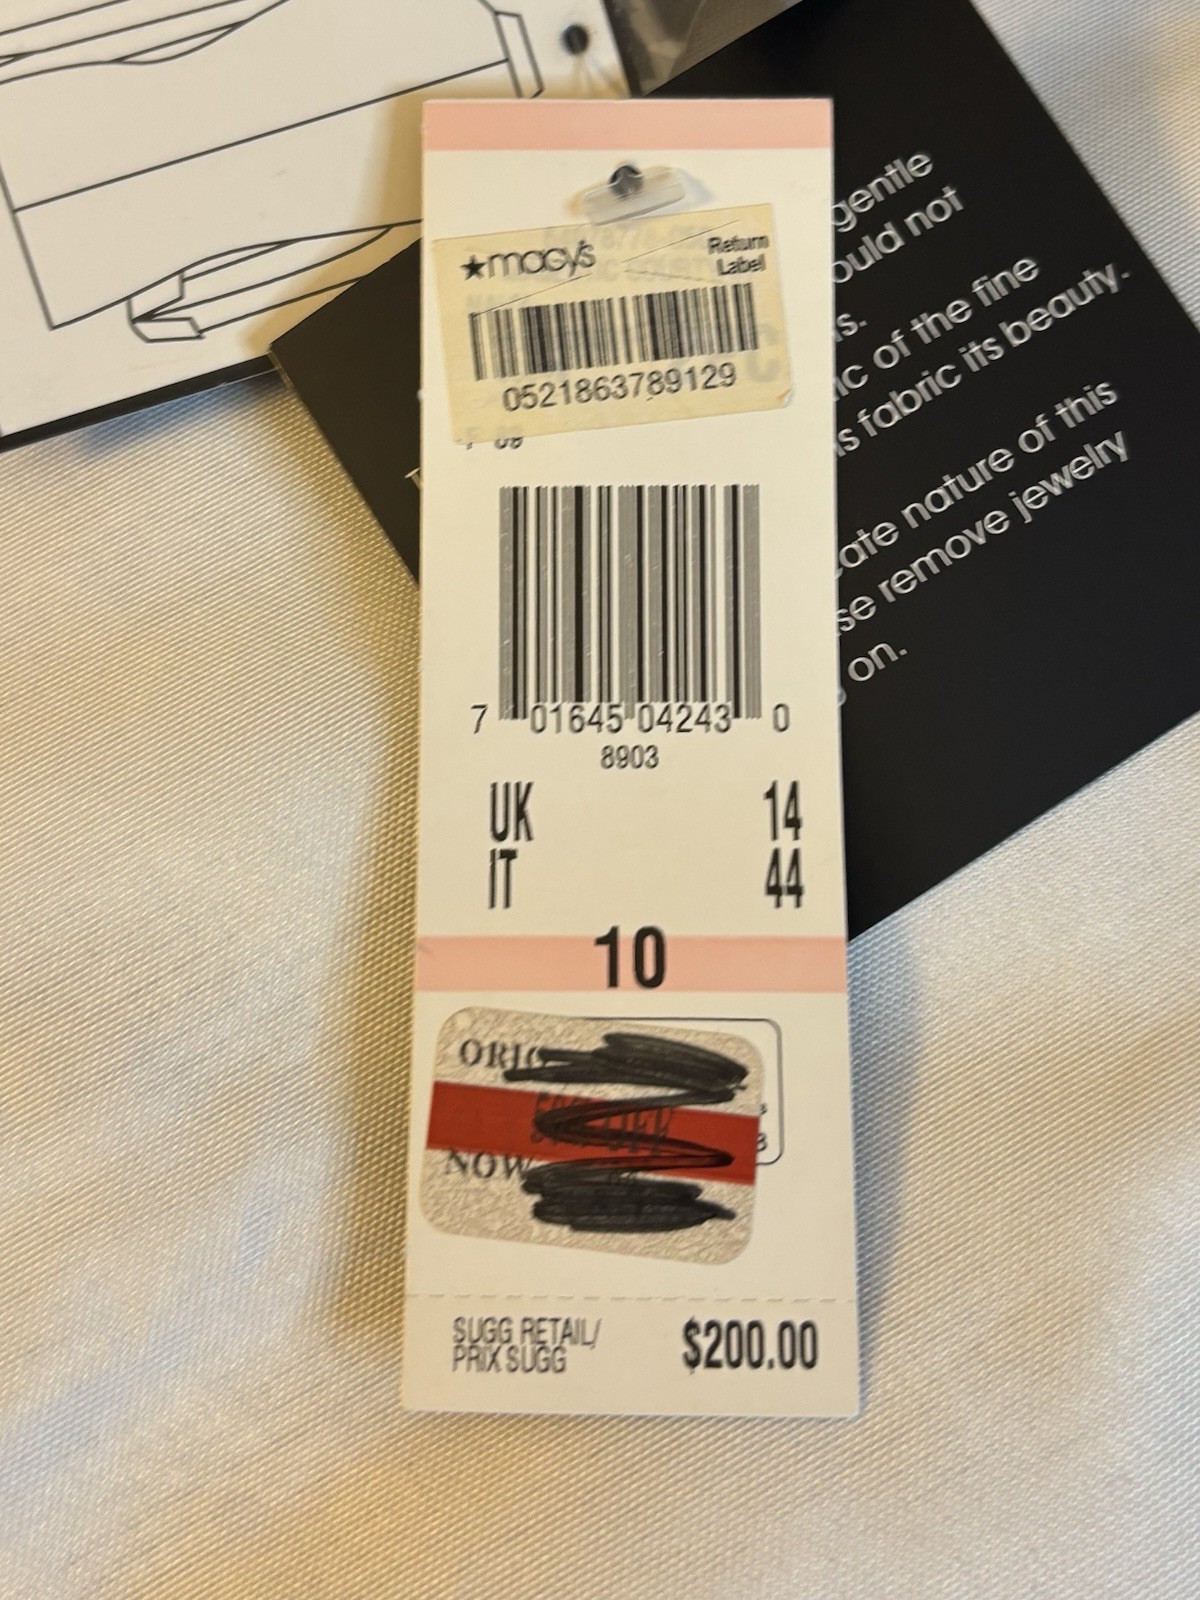 ★macy's Return
Label
0521863789129
7 01645 04243 0
8903
UK 14
IT 44
10
NOW
SUGG RETAIL/ $200.00
PRIX SUGG
gentle
ould not
s.
ic of the fine
s fabric its beauty.
cate nature of this
se remove jewelry
on.